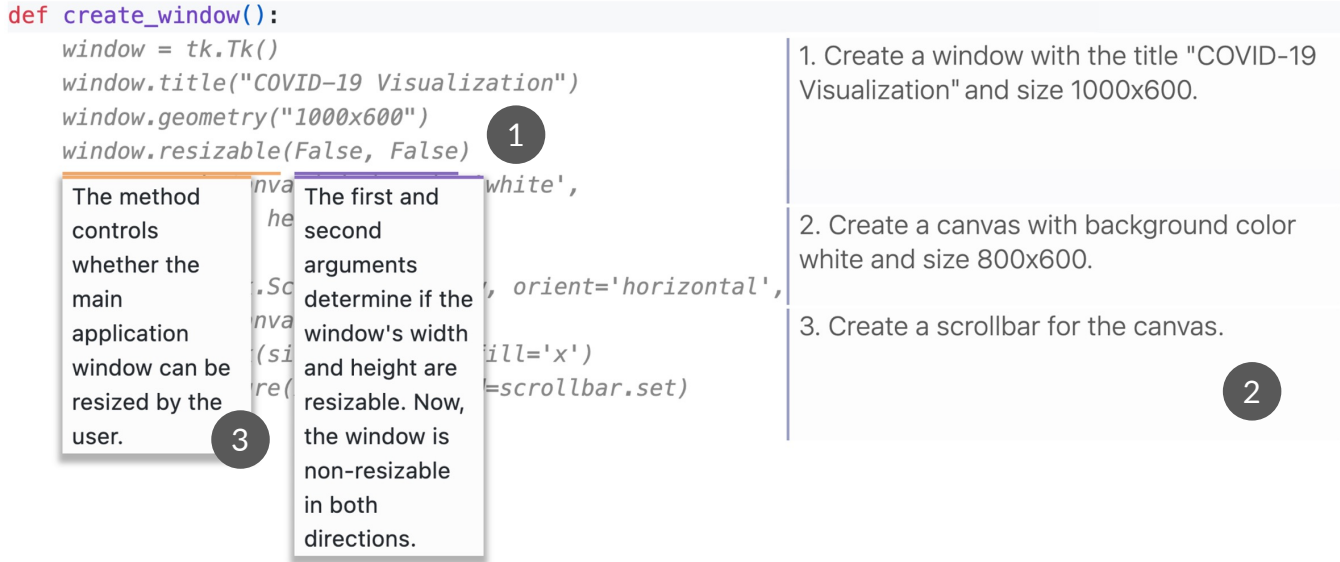 def create_window():
window = tk.Tk()
window.title("COVID-19 Visualization")
window.geometry("1000x600")
window.resizable(False, False)
1
white',
he
.Sc , orient='horizontal',
nva
(si ill='x')
re( =scrollbar.set)
The method
controls
whether the
main
application
window can be
resized by the
user.
3
The first and
second
arguments
determine if the
window's width
and height are
resizable. Now,
the window is
non-resizable
in both
directions.
1. Create a window with the title "COVID-19
Visualization" and size 1000x600.
2. Create a canvas with background color
white and size 800x600.
3. Create a scrollbar for the canvas.
2